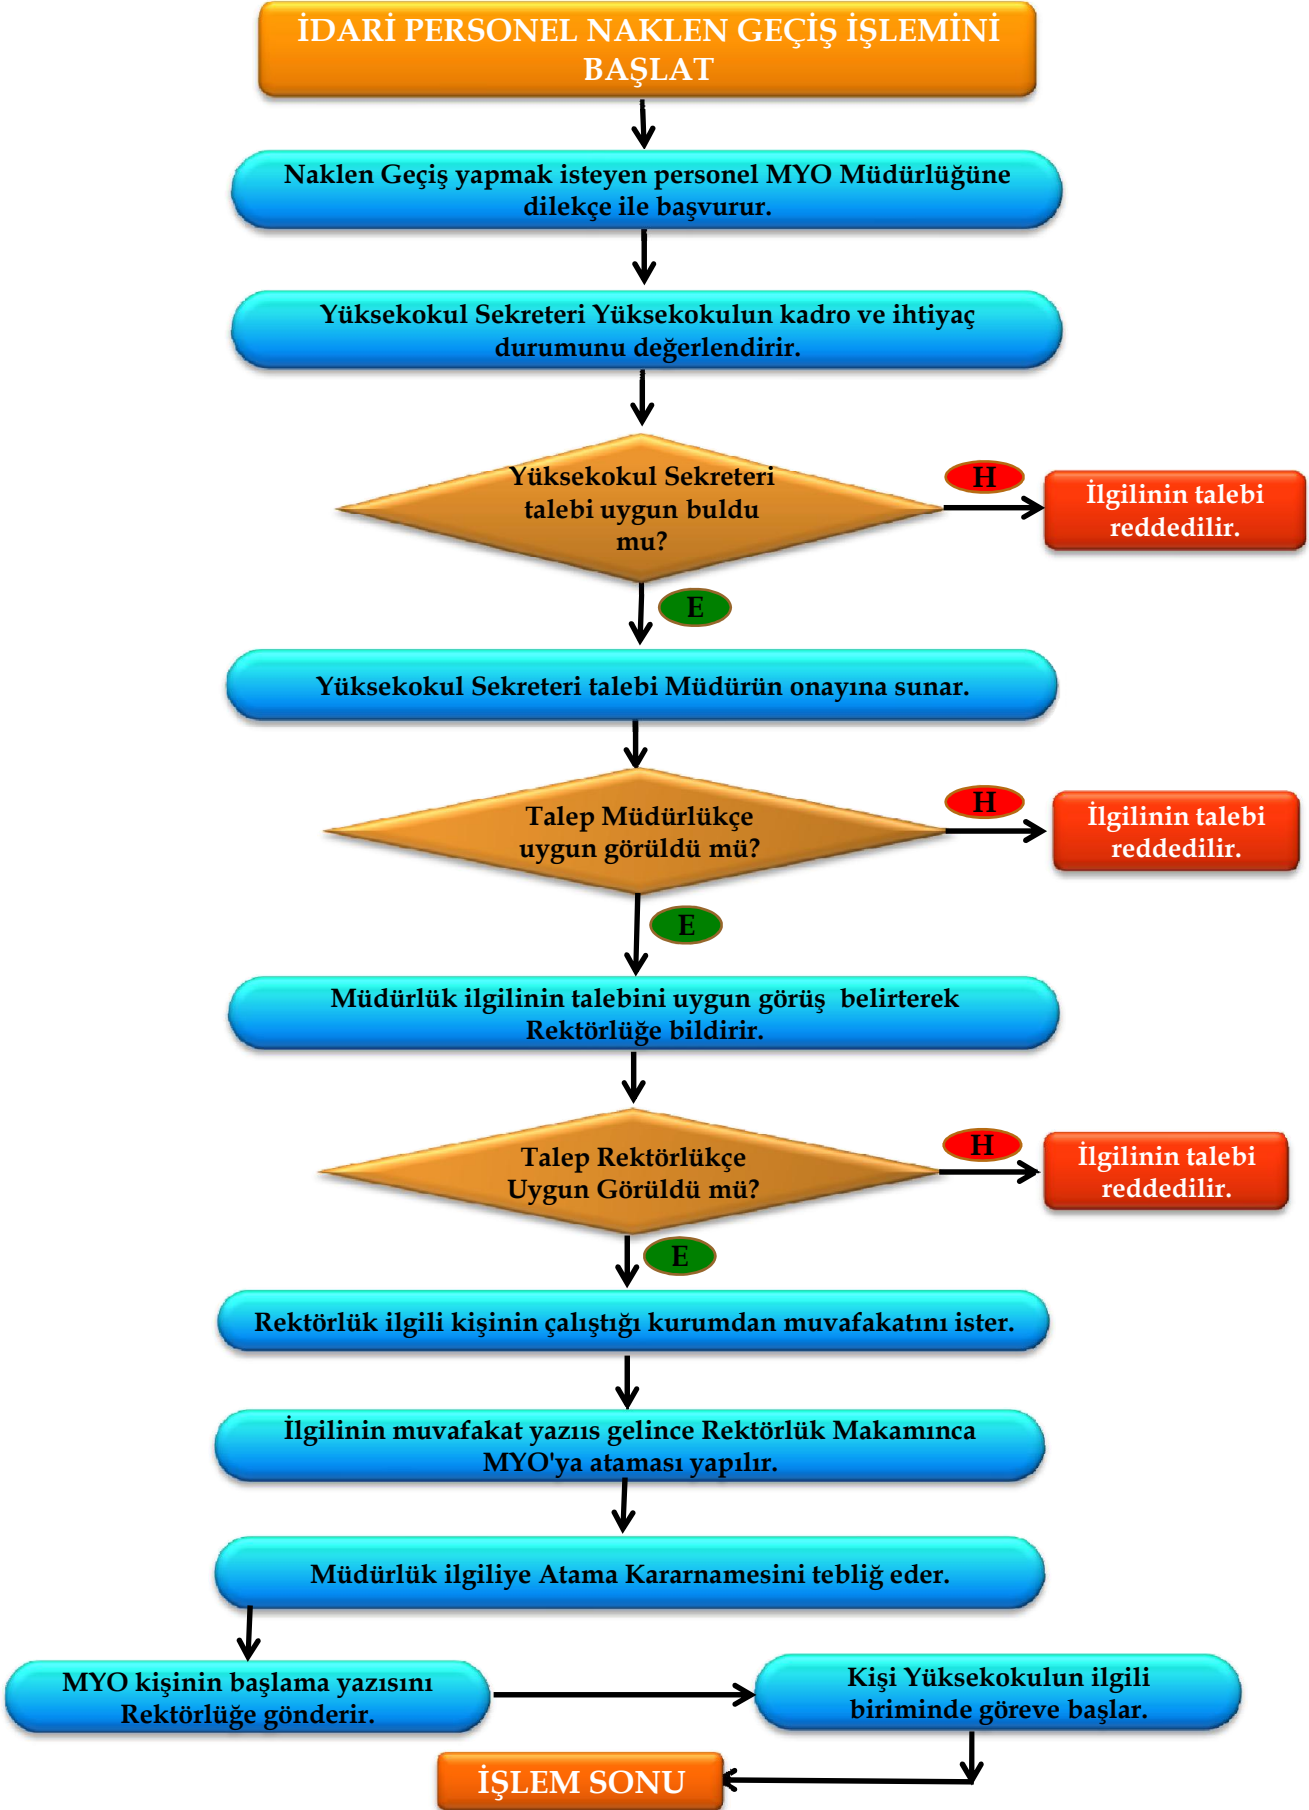 İDARİ PERSONEL NAKLEN GEÇİŞ İŞLEMİNİ
BAŞLAT
Naklen Geçiş yapmak isteyen personel MYO Müdürlüğüne
dilekçe ile başvurur.
Yüksekokul Sekreteri Yüksekokulun kadro ve ihtiyaç
durumunu değerlendirir.
Yüksekokul Sekreteri
talebi uygun buldu
mu?
H
İlgilinin talebi
reddedilir.
E
Yüksekokul Sekreteri talebi Müdürün onayına sunar.
Talep Müdürlükçe
uygun görüldü mü?
H
İlgilinin talebi
reddedilir.
E
Müdürlük ilgilinin talebini uygun görüş  belirterek
Rektörlüğe bildirir.
Talep Rektörlükçe
Uygun Görüldü mü?
H
İlgilinin talebi
reddedilir.
E
Rektörlük ilgili kişinin çalıştığı kurumdan muvafakatını ister.
İlgilinin muvafakat yazııs gelince Rektörlük Makamınca
MYO'ya ataması yapılır.
Müdürlük ilgiliye Atama Kararnamesini tebliğ eder.
MYO kişinin başlama yazısını
Rektörlüğe gönderir.
Kişi Yüksekokulun ilgili
biriminde göreve başlar.
İŞLEM SONU